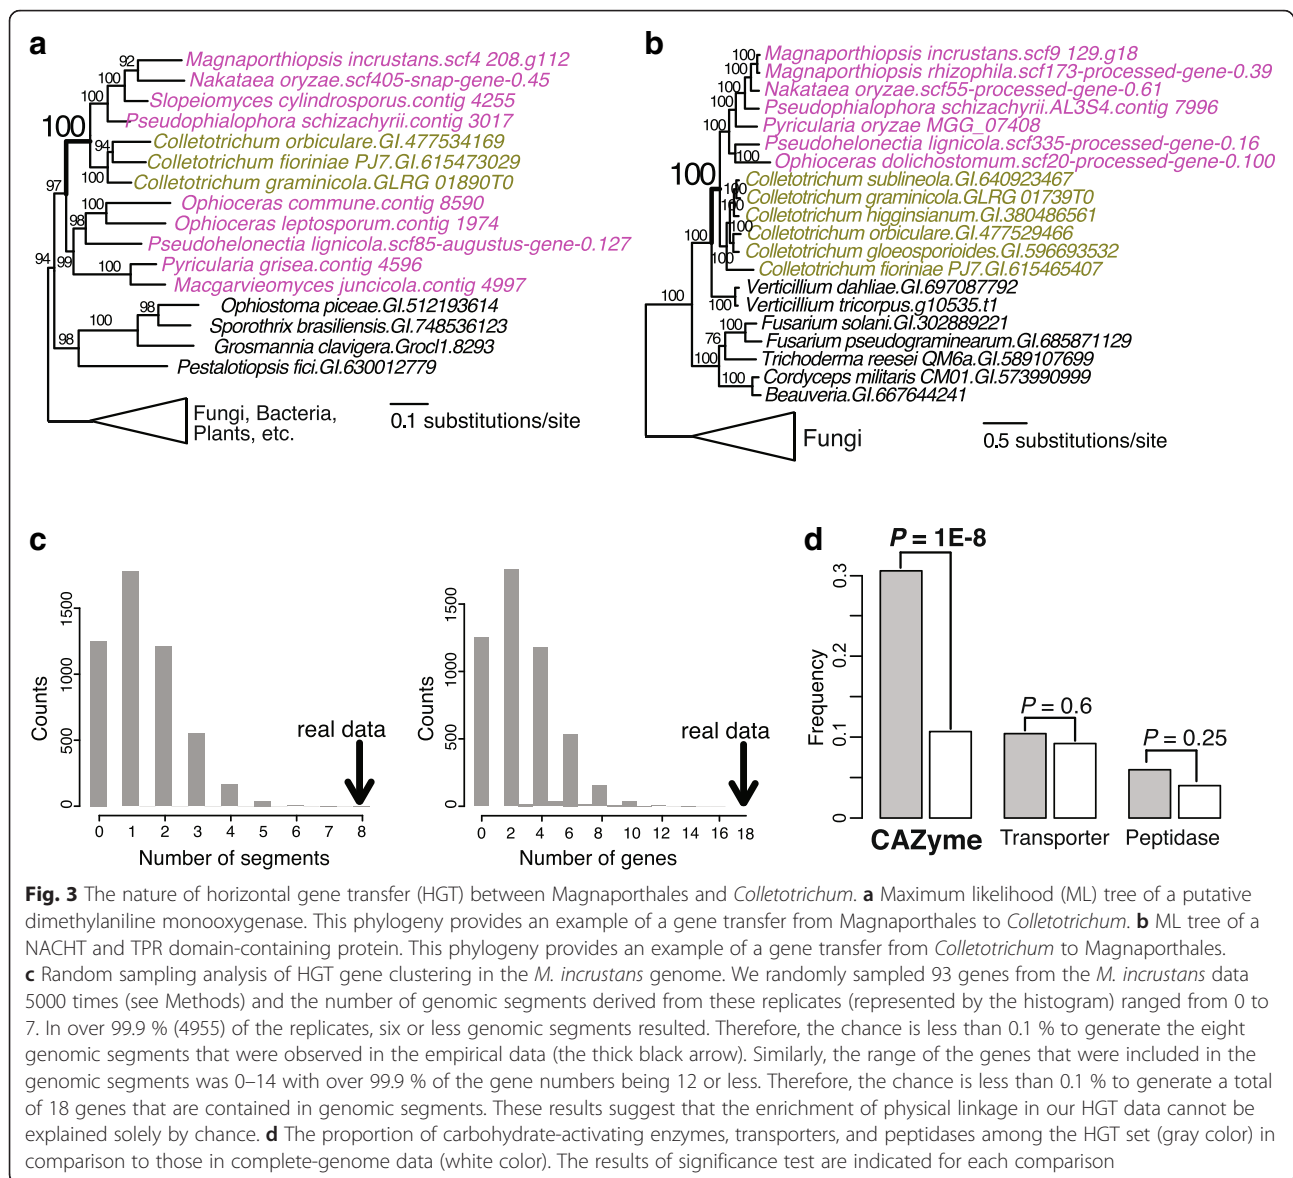 a
92
Magnaporthiopsis incrustans.scf4 208.g112
100
Nakataea oryzae.scf405-snap-gene-0.45
100
Slopeiomyces cylindrosporus.contig 4255
100
Pseudophialophora schizachyrii.contig 3017
94
Colletotrichum orbiculare.GI.477534169
Colletotrichum fioriniae PJ7.GI.615473029
100
Colletotrichum graminicola.GLRG 01890T0
97
100
Ophioceras commune.contig 8590
98
Ophioceras leptosporum.contig 1974
Pseudohelonectia lignicola.scf85-augustus-gene-0.127
94
99
100
Pyricularia grisea.contig 4596
Macgarvieomyces juncicola.contig 4997
98
Ophiostoma piceae.GI.512193614
100
Sporothrix brasiliensis.GI.748536123
98
Grosmannia clavigera.Grocl1.8293
Pestalotiopsis fici.GI.630012779
Fungi, Bacteria,
Plants, etc.
0.1 substitutions/site
b
100
Magnaporthiopsis incrustans.scf9 129.g18
100
Magnaporthiopsis rhizophila.scf173-processed-gene-0.39
100
Nakataea oryzae.scf55-processed-gene-0.61
100
Pseudophialophora schizachyrii.AL3S4.contig 7996
100
Pyricularia oryzae MGG_07408
Pseudohelonectia lignicola.scf335-processed-gene-0.16
100
Ophioceras dolichostomum.scf20-processed-gene-0.100
100
Colletotrichum sublineola.GI.640923467
100
Colletotrichum graminicola.GLRG 01739T0
100
Colletotrichum higginsianum.GI.380486561
100
Colletotrichum orbiculare.GI.477529466
100
100
Colletotrichum gloeosporioides.GI.596693532
100
Colletotrichum fioriniae PJ7.GI.615465407
Verticillium dahliae.GI.697087792
100
100
Verticillium tricorpus.g10535.t1
100
Fusarium solani.GI.302889221
76
Fusarium pseudograminearum.GI.685871129
100
Trichoderma reesei QM6a.GI.589107699
100
Cordyceps militaris CM01.GI.573990999
Beauveria.GI.667644241
Fungi
0.5 substitutions/site
c
Counts
0 500 1000 1500
real data
0 1 2 3 4 5 6 7 8
Number of segments
Counts
0 500 1000 1500
real data
0 2 4 6 8 10 12 14 16 18
Number of genes
d
Frequency
0 0.1 0.2 0.3
P = 1E-8
P = 0.6
P = 0.25
CAZyme Transporter Peptidase
Fig. 3 The nature of horizontal gene transfer (HGT) between Magnaporthales and Colletotrichum. a Maximum likelihood (ML) tree of a putative
dimethylaniline monooxygenase. This phylogeny provides an example of a gene transfer from Magnaporthales to Colletotrichum. b ML tree of a
NACHT and TPR domain-containing protein. This phylogeny provides an example of a gene transfer from Colletotrichum to Magnaporthales.
c Random sampling analysis of HGT gene clustering in the M. incrustans genome. We randomly sampled 93 genes from the M. incrustans data
5000 times (see Methods) and the number of genomic segments derived from these replicates (represented by the histogram) ranged from 0 to
7. In over 99.9 % (4955) of the replicates, six or less genomic segments resulted. Therefore, the chance is less than 0.1 % to generate the eight
genomic segments that were observed in the empirical data (the thick black arrow). Similarly, the range of the genes that were included in the
genomic segments was 0–14 with over 99.9 % of the gene numbers being 12 or less. Therefore, the chance is less than 0.1 % to generate a total
of 18 genes that are contained in genomic segments. These results suggest that the enrichment of physical linkage in our HGT data cannot be
explained solely by chance. d The proportion of carbohydrate-activating enzymes, transporters, and peptidases among the HGT set (gray color) in
comparison to those in complete-genome data (white color). The results of significance test are indicated for each comparison